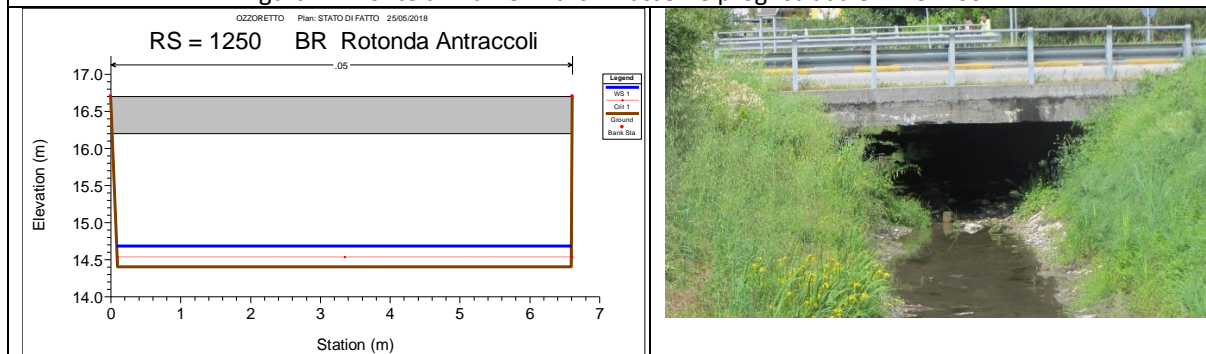 OZZORETTO Plan: STATO DI FATTO 25/05/2018
RS = 1250 BR Rotonda Antraccoli
.05
17.0
16.5
16.0
15.5
15.0
14.5
14.0
Elevation (m)
0 1 2 3 4 5 6 7
Station (m)
Legend
WS 1
Crit 1
Ground
Bank Sta